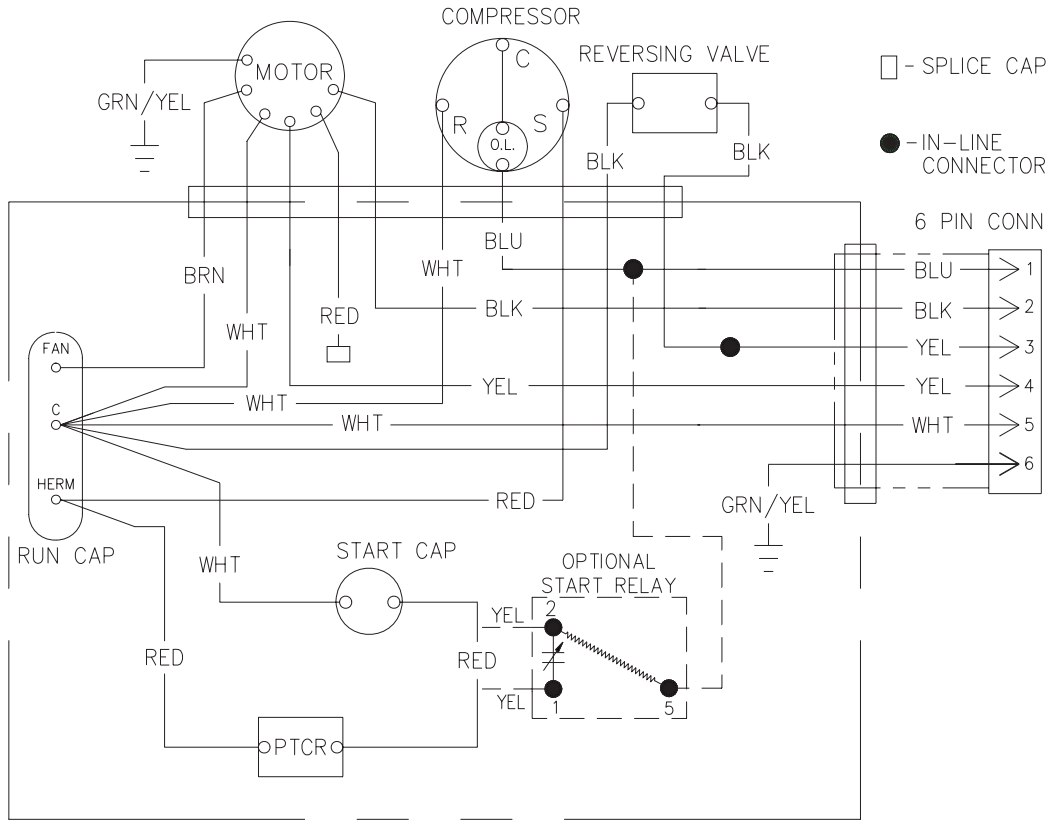 COMPRESSOR
MOTOR
C
REVERSING VALVE
- SPLICE CAP
GRN/YEL
R
S
O.L.
BLK
BLK
- IN-LINE
CONNECTOR
6 PIN CONN
BLU
WHT
BRN
BLU
1
BLK
BLK
2
RED
WHT
YEL
3
FAN
YEL
YEL
4
C
WHT
WHT
WHT
5
6
HERM
RED
GRN/YEL
RUN CAP
START CAP
WHT
OPTIONAL
START RELAY
YEL
2
RED
RED
YEL
1
5
PTCR